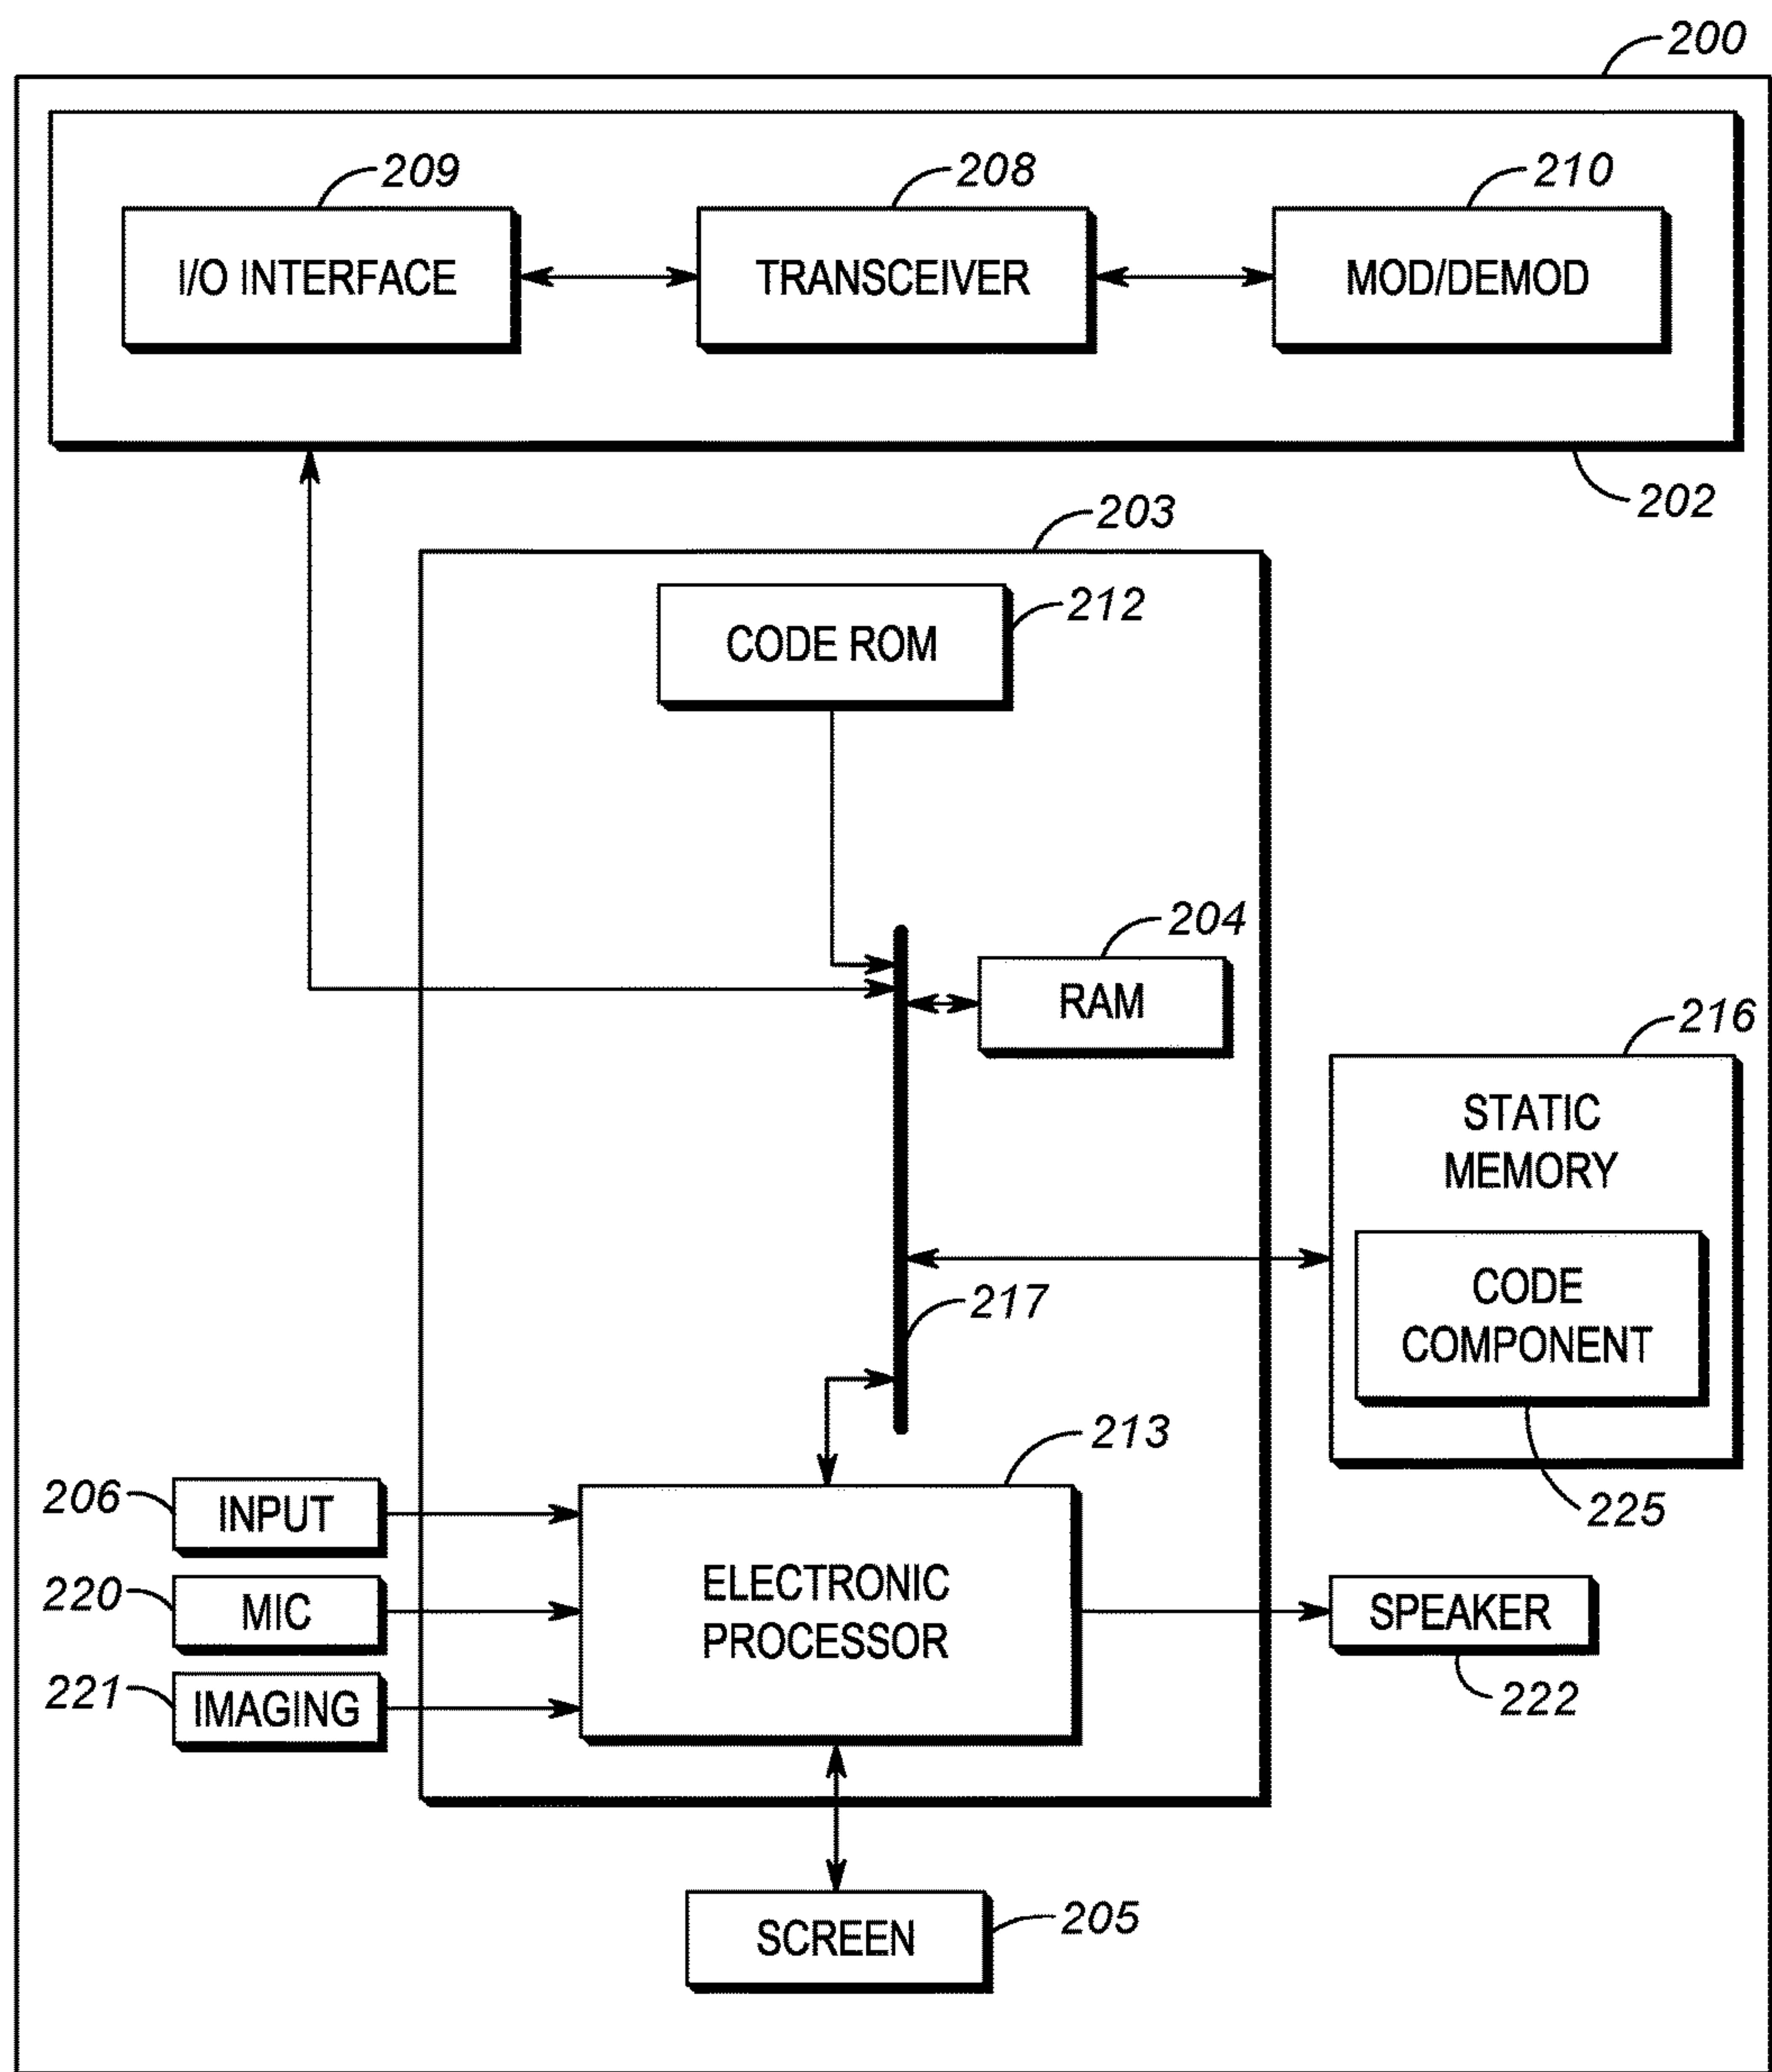 200
209
208
210
I/O INTERFACE
TRANSCEIVER
MOD/DEMOD
202
203
212
CODE ROM
204
RAM
216
STATIC
MEMORY
CODE
COMPONENT
217
213
225
206
INPUT
220
MIC
221
IMAGING
ELECTRONIC
PROCESSOR
SPEAKER
222
SCREEN
205